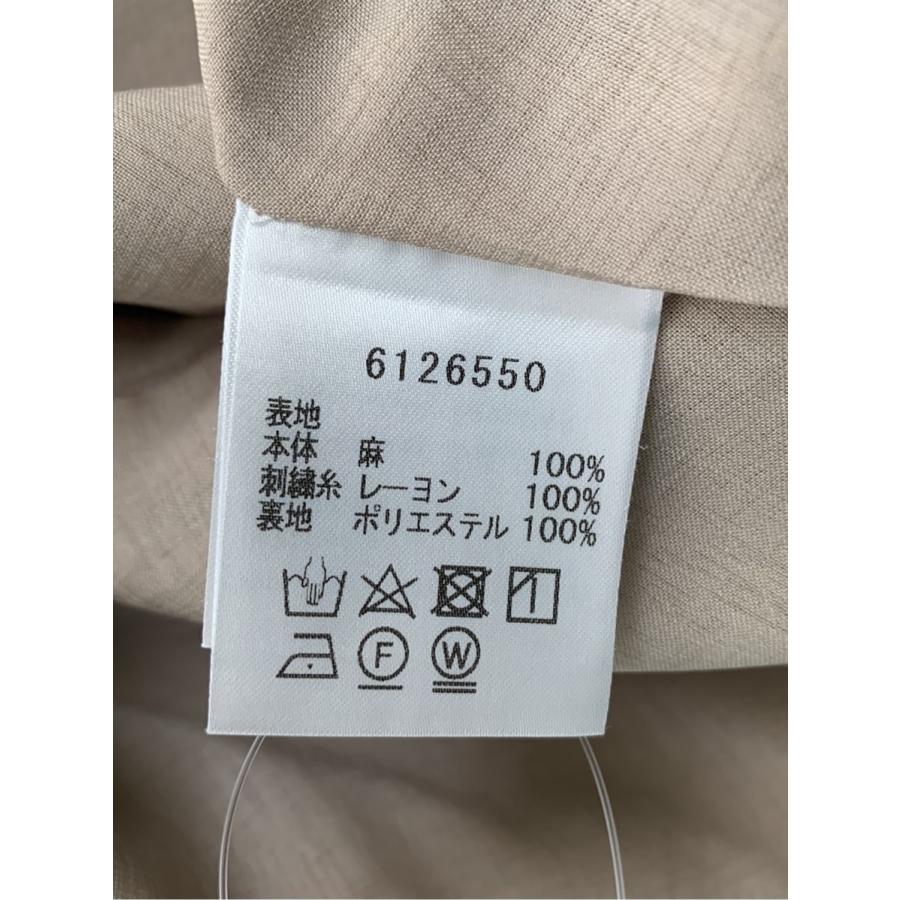 6126550
表地
本体 麻 100%
刺繍糸 レーヨン 100%
裏地 ポリエステル 100%
F W